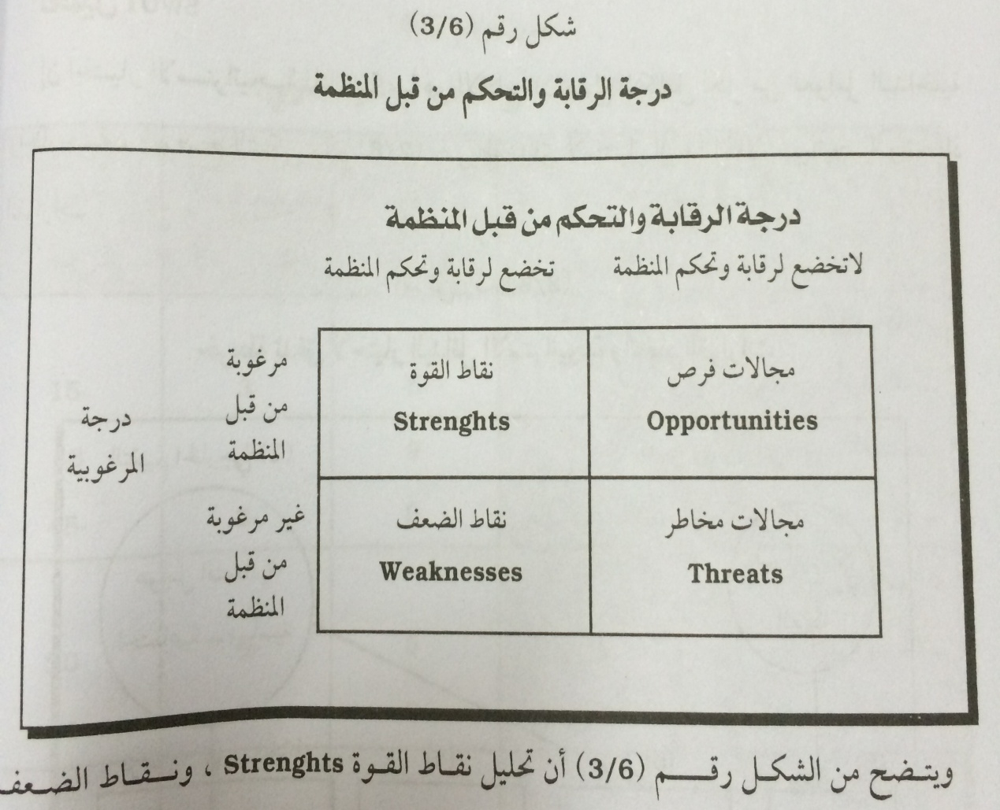 شكل رقم (3/6)
درجة الرقابة والتحكم من قبل المنظمة
درجة الرقابة والتحكم من قبل المنظمة
لاتخضع لرقابة وتحكم المنظمة
تخضع لرقابة وتحكم المنظمة
مجالات فرص
Opportunities
نقاط القوة
Strenghts
مرغوبة
من قبل
المنظمة
درجة
المرغوبية
مجالات مخاطر
Threats
نقاط الضعف
Weaknesses
غير مرغوبة
من قبل
المنظمة
ويتضح من الشكل رقم (3/6) أن تحليل نقاط القوة Strenghts ، ونقاط الضعف